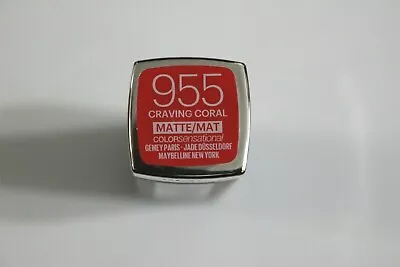 955
CRAVING CORAL
MATTE/MAT
COLORsensational
GEMEY PARIS · JADE DÜSSELDORF
MAYBELLINE NEW YORK